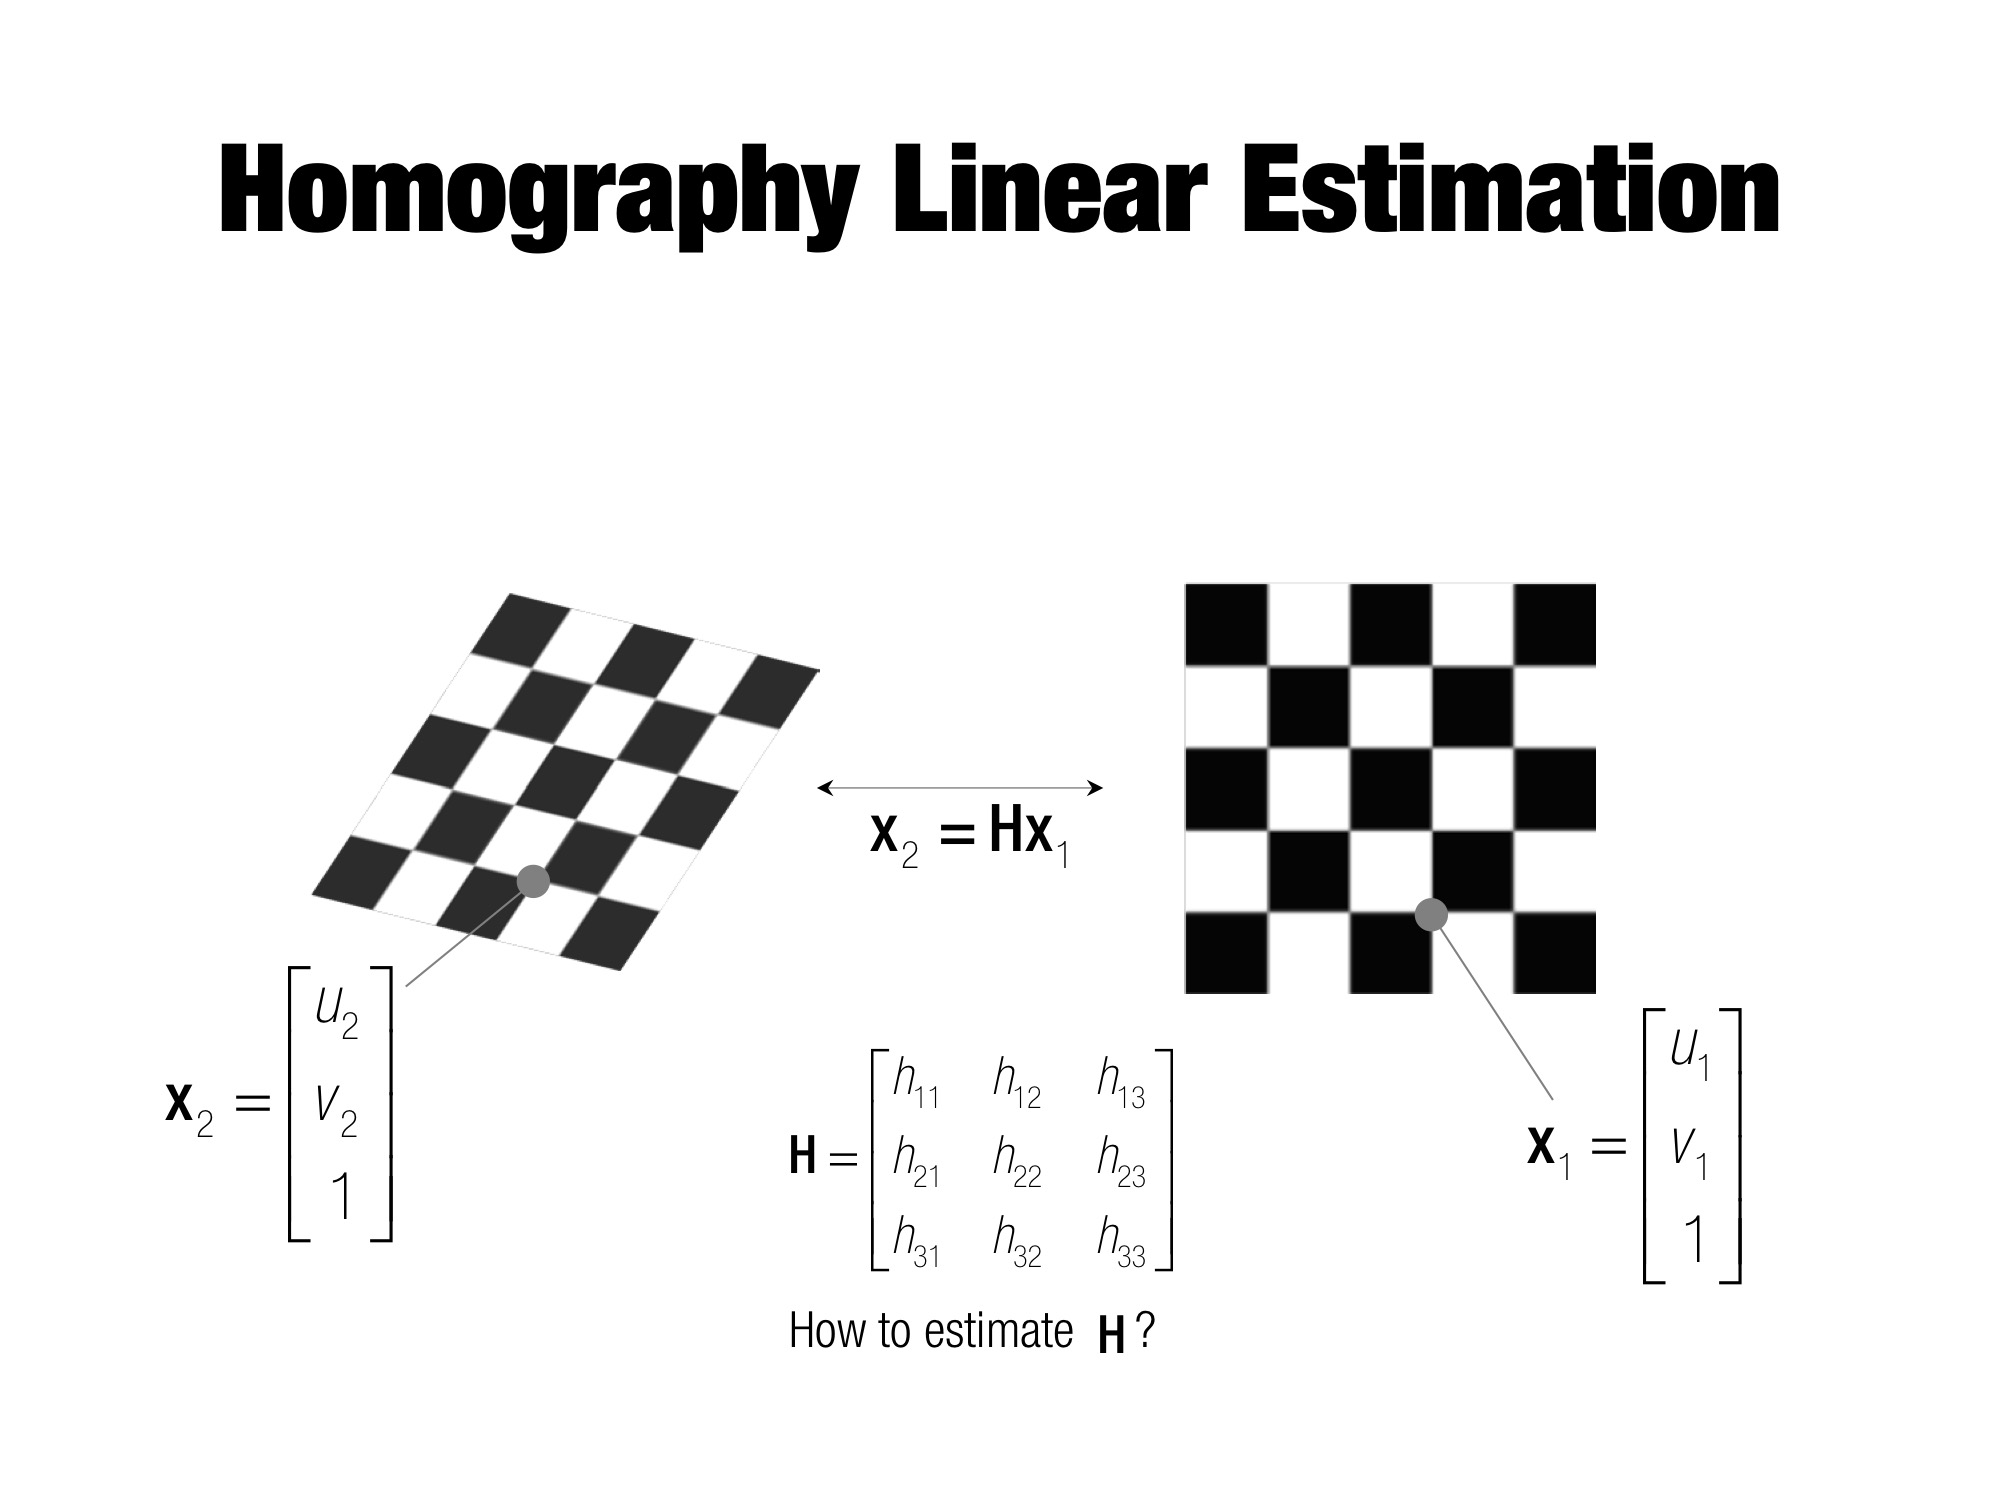 Homography Linear Estimation
x₂ = Hx₁
x₂ = [u₂ v₂ 1]
H = [h₁₁ h₁₂ h₁₃
h₂₁ h₂₂ h₂₃
h₃₁ h₃₂ h₃₃]
x₁ = [u₁ v₁ 1]
How to estimate H ?